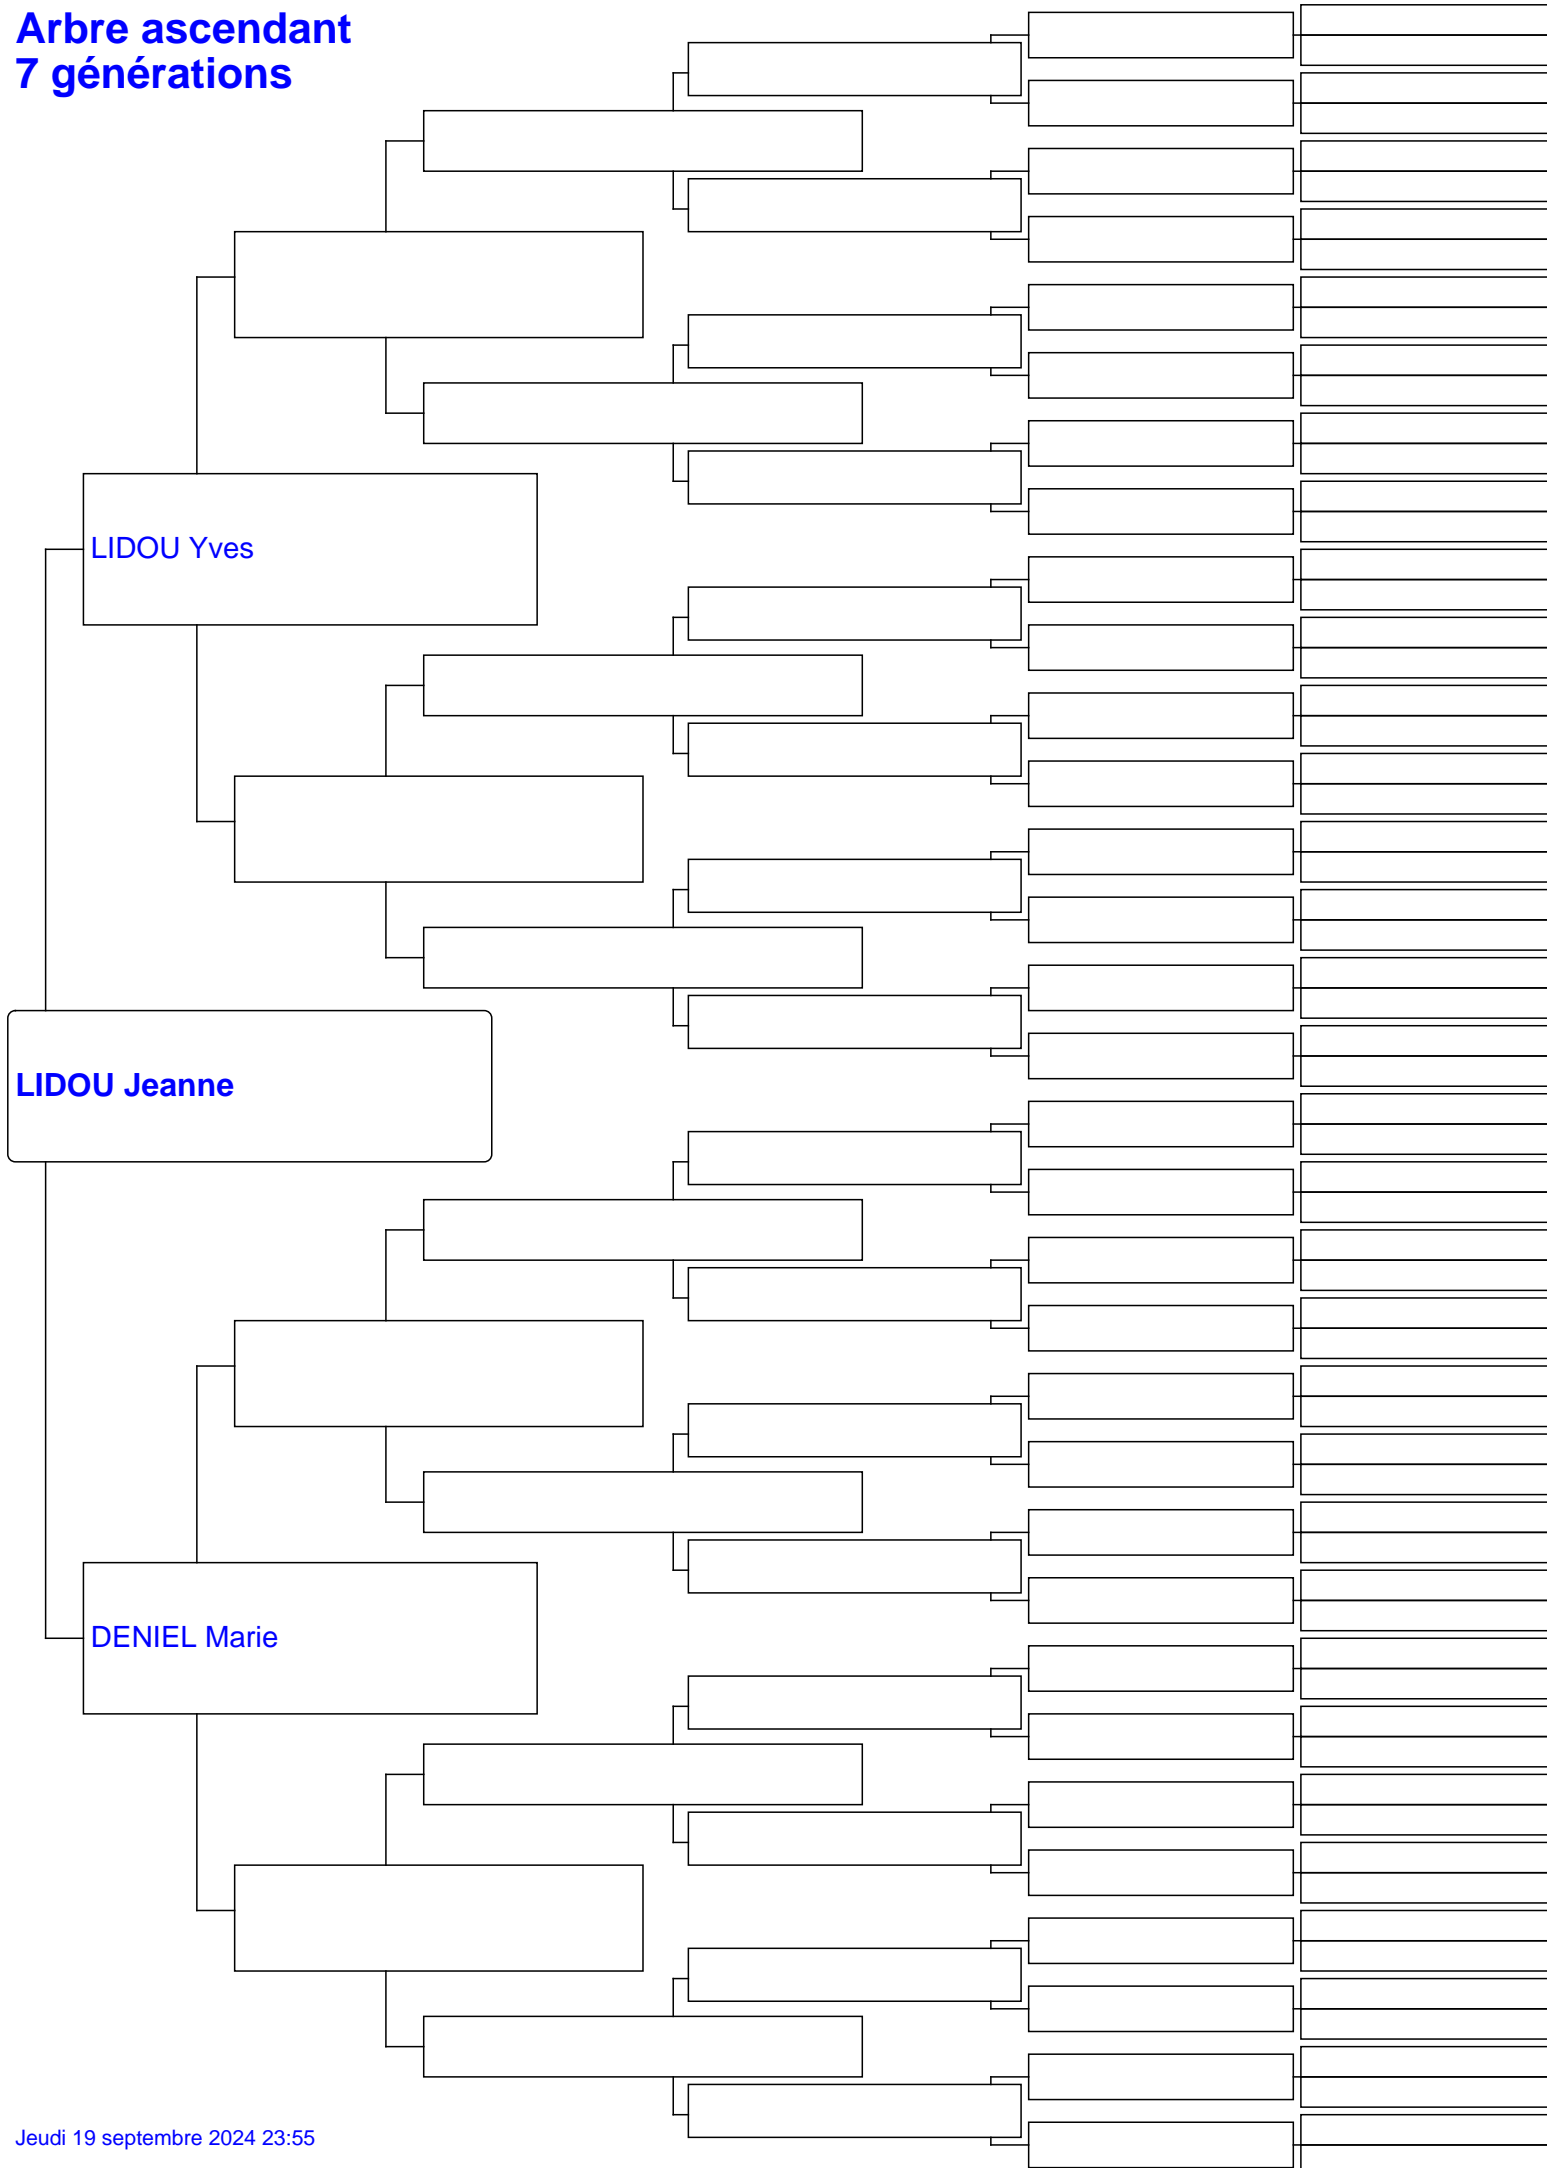 Arbre ascendant
7 générations
LIDOU Yves
LIDOU Jeanne
DENIEL Marie
Jeudi 19 septembre 2024 23:55